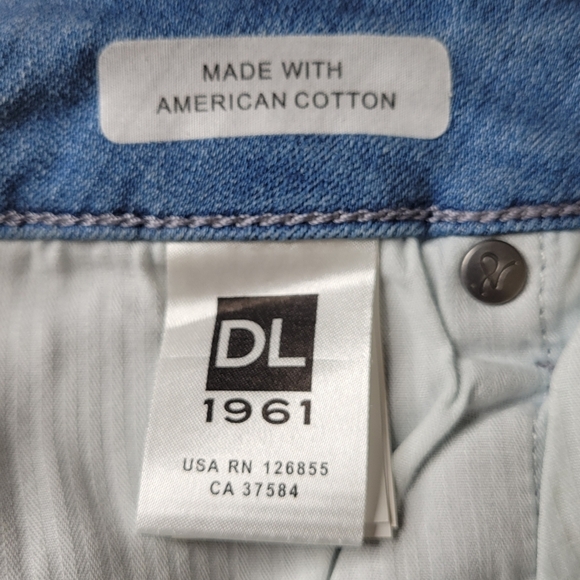 MADE WITH
AMERICAN COTTON
DL
1961
USA RN 126855
CA 37584